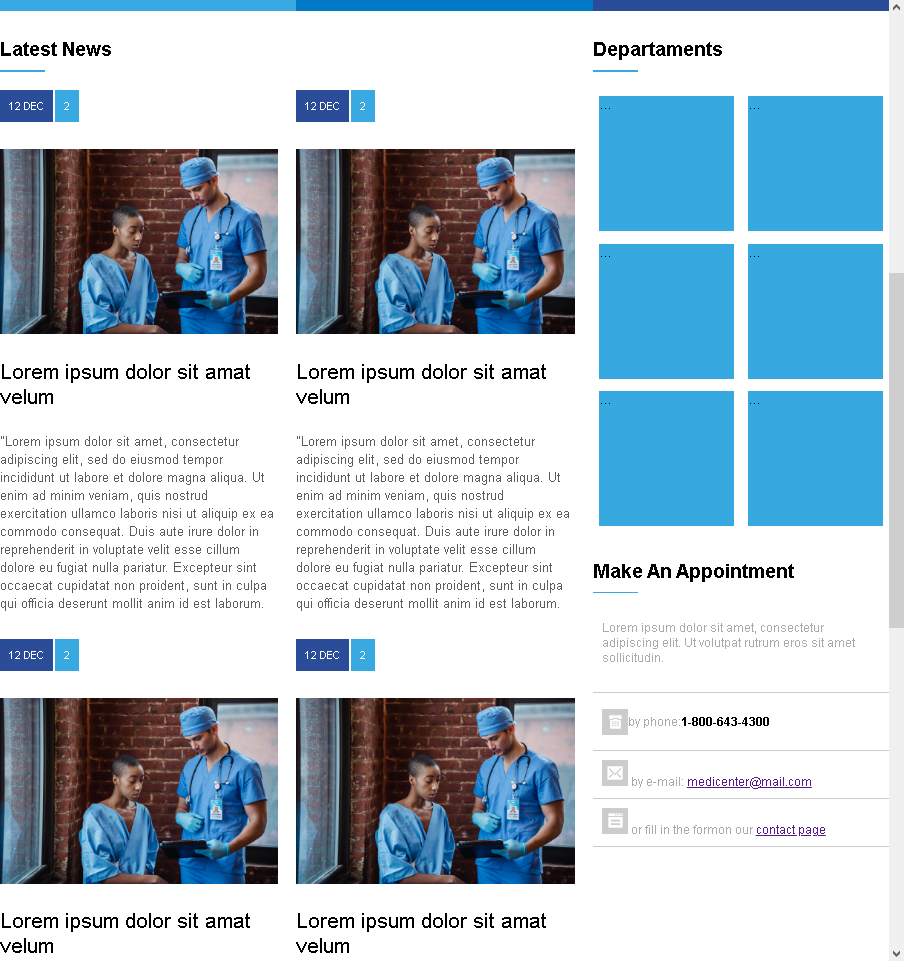 Latest News
12 DEC
2
12 DEC
2
Lorem ipsum dolor sit amat
velum
Lorem ipsum dolor sit amat
velum
"Lorem ipsum dolor sit amet, consectetur
adipiscing elit, sed do eiusmod tempor
incididunt ut labore et dolore magna aliqua. Ut
enim ad minim veniam, quis nostrud
exercitation ullamco laboris nisi ut aliquip ex ea
commodo consequat. Duis aute irure dolor in
reprehenderit in voluptate velit esse cillum
dolore eu fugiat nulla pariatur. Excepteur sint
occaecat cupidatat non proident, sunt in culpa
qui officia deserunt mollit anim id est laborum.
"Lorem ipsum dolor sit amet, consectetur
adipiscing elit, sed do eiusmod tempor
incididunt ut labore et dolore magna aliqua. Ut
enim ad minim veniam, quis nostrud
exercitation ullamco laboris nisi ut aliquip ex ea
commodo consequat. Duis aute irure dolor in
reprehenderit in voluptate velit esse cillum
dolore eu fugiat nulla pariatur. Excepteur sint
occaecat cupidatat non proident, sunt in culpa
qui officia deserunt mollit anim id est laborum.
12 DEC
2
12 DEC
2
Lorem ipsum dolor sit amat
velum
Lorem ipsum dolor sit amat
velum
Departaments
...
...
...
...
...
...
Make An Appointment
Lorem ipsum dolor sit amet, consectetur
adipiscing elit. Ut volutpat rutrum eros sit amet
sollicitudin.
by phone:1-800-643-4300
by e-mail: medicenter@mail.com
or fill in the formon our contact page